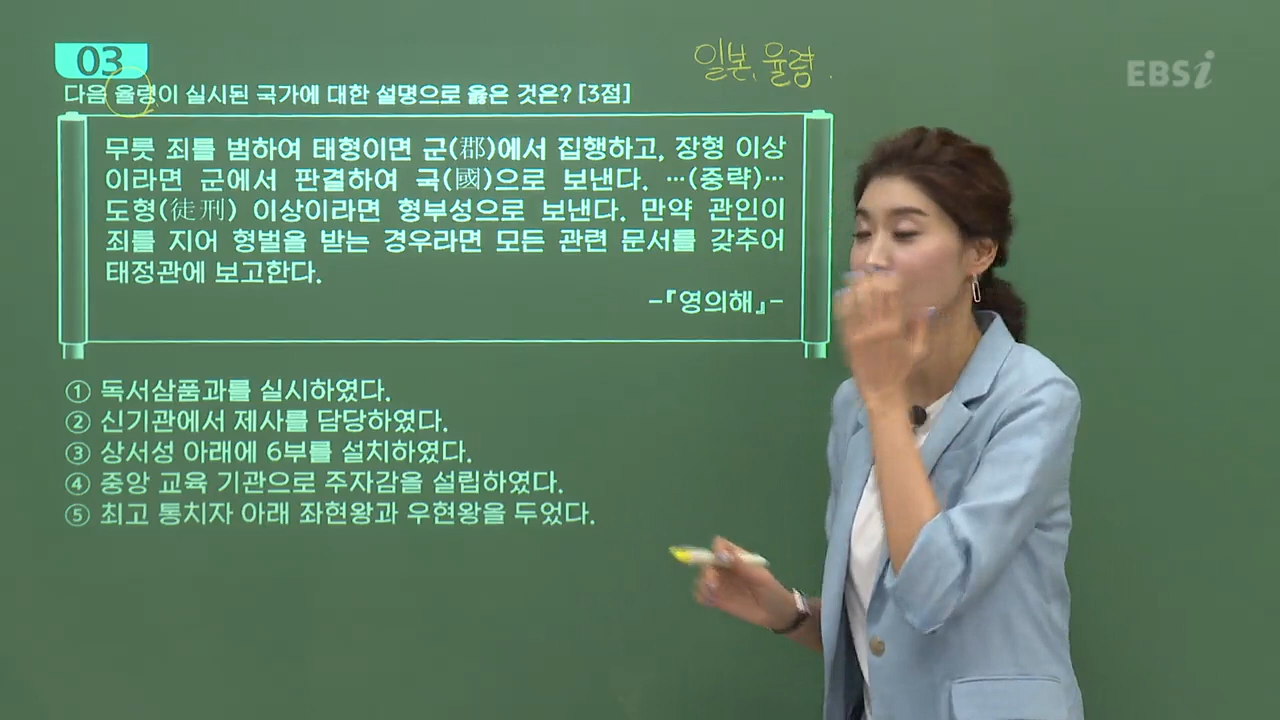 03
일본, 율령.
EBSi
다음 율령이 실시된 국가에 대한 설명으로 옳은 것은? [3점]
무릇 죄를 범하여 태형이면 군(郡)에서 집행하고, 장형 이상
이라면 군에서 판결하여 국(國)으로 보낸다. …(중략)…
도형(徒刑) 이상이라면 형부성으로 보낸다. 만약 관인이
죄를 지어 형벌을 받는 경우라면 모든 관련 문서를 갖추어
태정관에 보고한다.
-『영의해』-
① 독서삼품과를 실시하였다.
② 신기관에서 제사를 담당하였다.
③ 상서성 아래에 6부를 설치하였다.
④ 중앙 교육 기관으로 주자감을 설립하였다.
⑤ 최고 통치자 아래 좌현왕과 우현왕을 두었다.